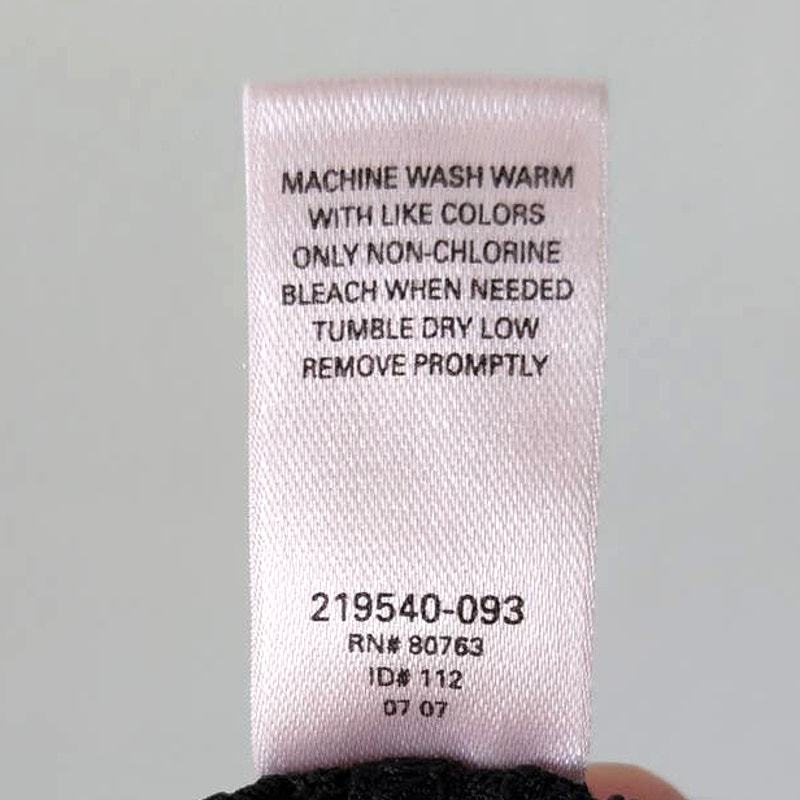 MACHINE WASH WARM
WITH LIKE COLORS
ONLY NON-CHLORINE
BLEACH WHEN NEEDED
TUMBLE DRY LOW
REMOVE PROMPTLY
219540-093
RN# 80763
ID# 112
07 07